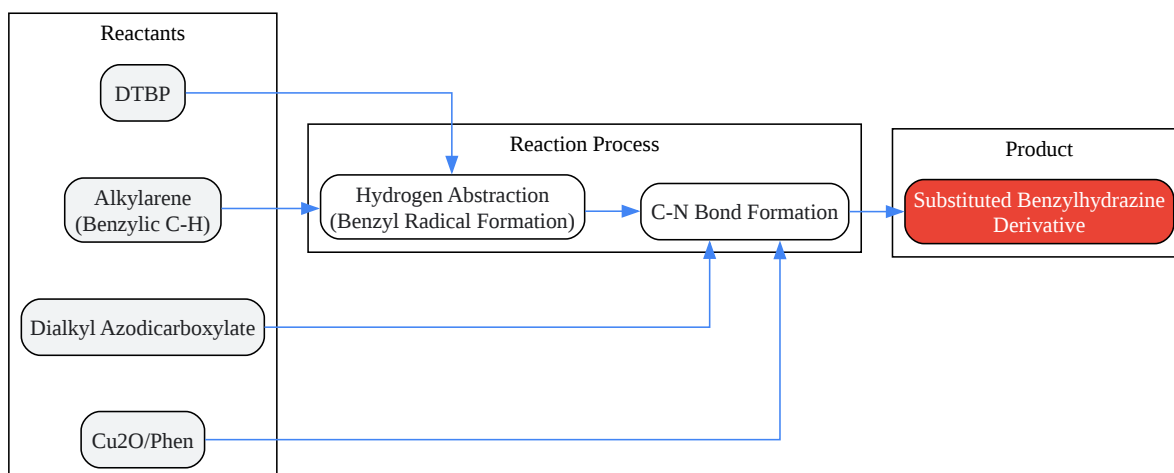 Reactants
DTBP
Alkylarene
(Benzylic C-H)
Dialkyl Azodicarboxylate
Cu2O/Phen
Reaction Process
Hydrogen Abstraction
(Benzyl Radical Formation)
C-N Bond Formation
Product
Substituted Benzylhydrazine
Derivative